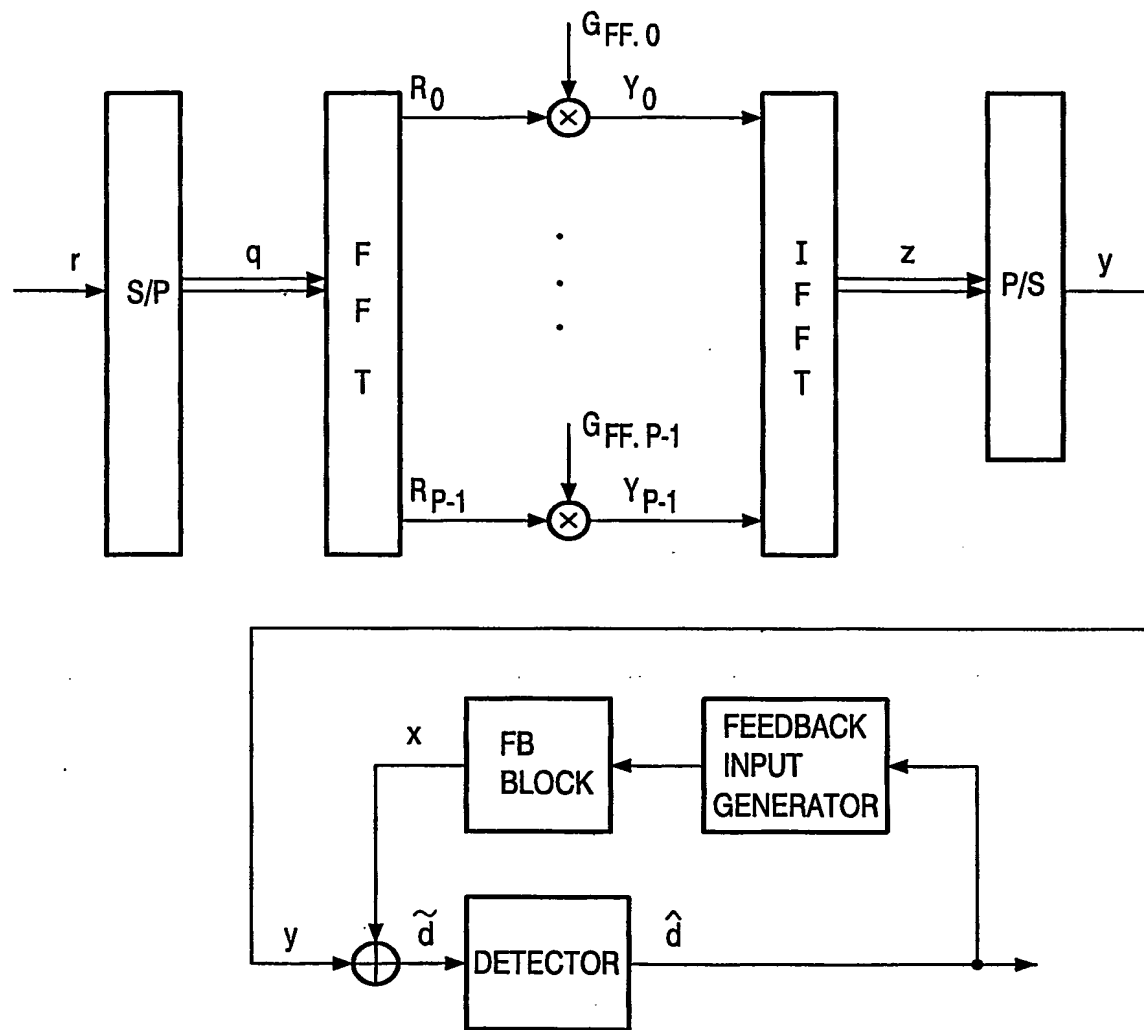 G_FF.0
R_0
Y_0
r
S/P
q
F
F
T
I
F
F
T
z
P/S
y
G_FF.P-1
R_P-1
Y_P-1
x
FB
BLOCK
FEEDBACK
INPUT
GENERATOR
y
d̃
DETECTOR
d̂